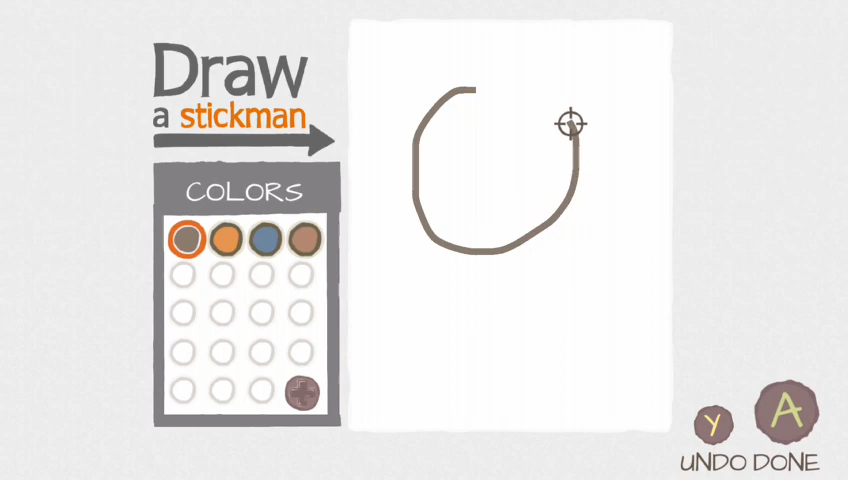 Draw
a stickman
COLORS
Y
A
UNDO DONE